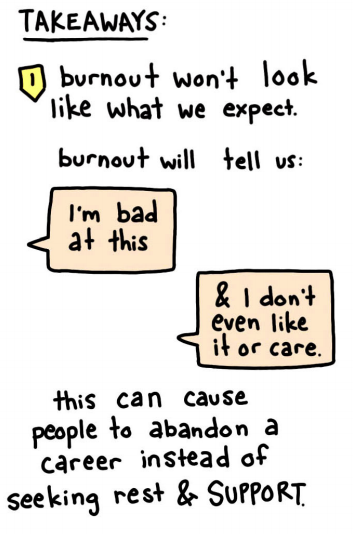 TAKEAWAYS:
1 burnout won't look
like what we expect.
burnout will tell us:
I'm bad
at this
& I don't
even like
it or care.
this can cause
people to abandon a
career instead of
seeking rest & SUPPORT.